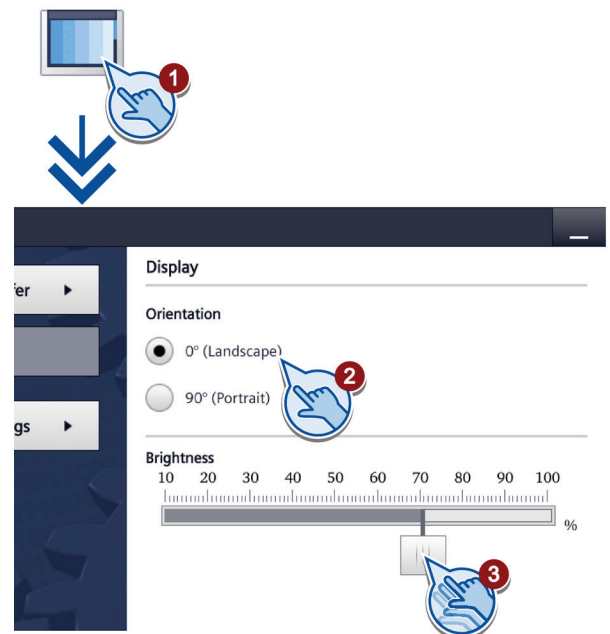 1
Display
fer
Orientation
0° (Landscape)
2
90° (Portrait)
gs
Brightness
10 20 30 40 50 60 70 80 90 100
%
3